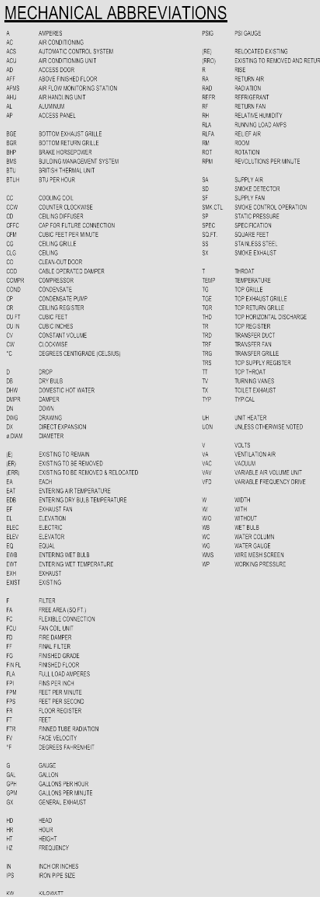 MECHANICAL ABBREVIATIONS
A AMPERES
AC AIR CONDITIONING
ACS AUTOMATIC CONTROL SYSTEM
ACU AIR CONDITIONING UNIT
AD ACCESS DOOR
AFF ABOVE FINISHED FLOOR
AFMS AIR FLOW MONITORING STATION
AHU AIR HANDLING UNIT
AL ALUMINUM
AP ACCESS PANEL
BGE BOTTOM EXHAUST GRILLE
BGR BOTTOM RETURN GRILLE
BHP BRAKE HORSEPOWER
BMS BUILDING MANAGEMENT SYSTEM
BTU BRITISH THERMAL UNIT
BTUH BTU PER HOUR
CC COOLING COIL
CCW COUNTER CLOCKWISE
CD CEILING DIFFUSER
CFFC CAP FOR FUTURE CONNECTION
CFM CUBIC FEET PER MINUTE
CG CEILING GRILLE
CLG CEILING
CO CLEAN-OUT DOOR
COD CABLE OPERATED DAMPER
COMPR COMPRESSOR
COND CONDENSATE
CP CONDENSATE PUMP
CR CEILING REGISTER
CU FT CUBIC FEET
CU IN CUBIC INCHES
CV CONSTANT VOLUME
CW CLOCKWISE
°C DEGREES CENTIGRADE (CELSIUS)
D DROP
DB DRY BULB
DHW DOMESTIC HOT WATER
DMPR DAMPER
DN DOWN
DWG DRAWING
DX DIRECT EXPANSION
ø,DIAM DIAMETER
(E) EXISTING TO REMAIN
(ER) EXISTING TO BE REMOVED
(ERR) EXISTING TO BE REMOVED & RELOCATED
EA EACH
EAT ENTERING AIR TEMPERATURE
EDB ENTERING DRY BULB TEMPERATURE
EF EXHAUST FAN
EL ELEVATION
ELEC ELECTRIC
ELEV ELEVATOR
EQ EQUAL
EWB ENTERING WET BULB
EWT ENTERING WET TEMPERATURE
EXH EXHAUST
EXIST EXISTING
F FILTER
FA FREE AREA (SQ FT.)
FC FLEXIBLE CONNECTION
FCU FAN COIL UNIT
FD FIRE DAMPER
FF FINAL FILTER
FG FINISHED GRADE
FIN FL FINISHED FLOOR
FLA FULL LOAD AMPERES
FPI FINS PER INCH
FPM FEET PER MINUTE
FPS FEET PER SECOND
FR FLOOR REGISTER
FT FEET
FTR FINNED TUBE RADIATION
FV FACE VELOCITY
°F DEGREES FAHRENHEIT
G GAUGE
GAL GALLON
GPH GALLONS PER HOUR
GPM GALLONS PER MINUTE
GX GENERAL EXHAUST
HD HEAD
HR HOUR
HT HEIGHT
HZ FREQUENCY
IN INCH OR INCHES
IPS IRON PIPE SIZE
KW KILOWATT
PSIG PSI GAUGE
(RE) RELOCATED EXISTING
(RRO) EXISTING TO REMOVED AND RETUR
R RISE
RA RETURN AIR
RAD RADIATION
REFR REFRIGERANT
RF RETURN FAN
RH RELATIVE HUMIDITY
RLA RUNNING LOAD AMPS
RLFA RELIEF AIR
RM ROOM
ROT ROTATION
RPM REVOLUTIONS PER MINUTE
SA SUPPLY AIR
SD SMOKE DETECTOR
SF SUPPLY FAN
SMK CTL SMOKE CONTROL OPERATION
SP STATIC PRESSURE
SPEC SPECIFICATION
SQ.FT. SQUARE FEET
SS STAINLESS STEEL
SX SMOKE EXHAUST
T THROAT
TEMP TEMPERATURE
TG TOP GRILLE
TGE TOP EXHAUST GRILLE
TGR TOP RETURN GRILLE
THD TOP HORIZONTAL DISCHARGE
TR TOP REGISTER
TRD TRANSFER DUCT
TRF TRANSFER FAN
TRG TRANSFER GRILLE
TRS TOP SUPPLY REGISTER
TT TOP THROAT
TV TURNING VANES
TX TOILET EXHAUST
TYP TYPICAL
UH UNIT HEATER
UON UNLESS OTHERWISE NOTED
V VOLTS
VA VENTILATION AIR
VAC VACUUM
VAV VARIABLE AIR VOLUME UNIT
VFD VARIABLE FREQUENCY DRIVE
W WIDTH
W/ WITH
W/O WITHOUT
WB WET BULB
WC WATER COLUMN
WG WATER GAUGE
WMS WIRE MESH SCREEN
WP WORKING PRESSURE